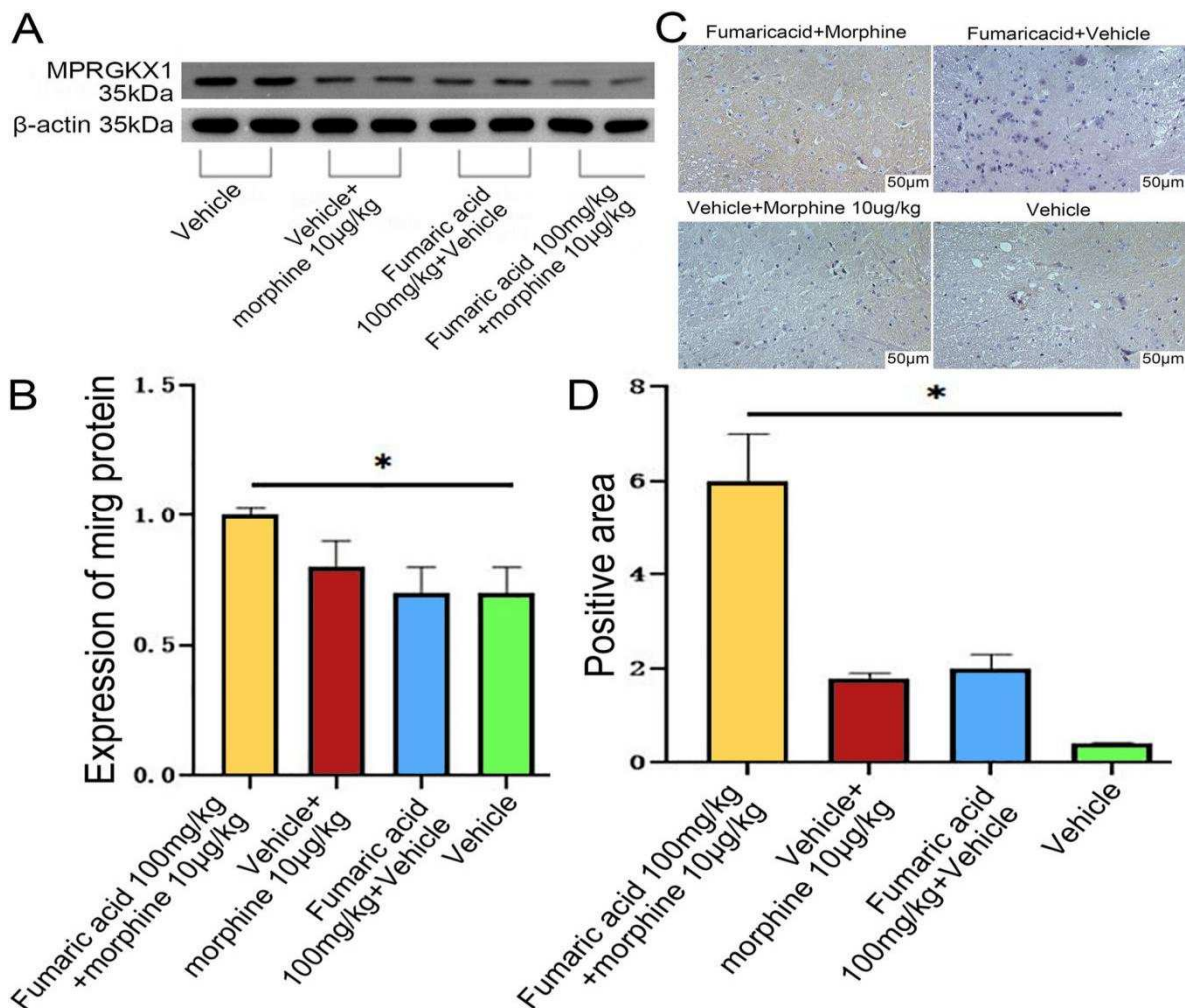 A
MPRGKX1
35kDa
β-actin 35kDa
Vehicle
Vehicle+
morphine 10µg/kg
Fumaric acid
100mg/kg+Vehicle
Fumaric acid 100mg/kg
+morphine 10µg/kg
C
Fumaricacid+Morphine
Fumaricacid+Vehicle
50µm
50µm
Vehicle+Morphine 10ug/kg
Vehicle
50µm
50µm
B
Expression of mirg protein
1.5
1.0
0.5
0.0
*
Fumaric acid 100mg/kg
+morphine 10µg/kg
Vehicle+
morphine 10µg/kg
Fumaric acid
100mg/kg+Vehicle
Vehicle
D
Positive area
8
6
4
2
0
*
Fumaric acid 100mg/kg
+morphine 10µg/kg
Vehicle+
morphine 10µg/kg
Fumaric acid
100mg/kg+Vehicle
Vehicle